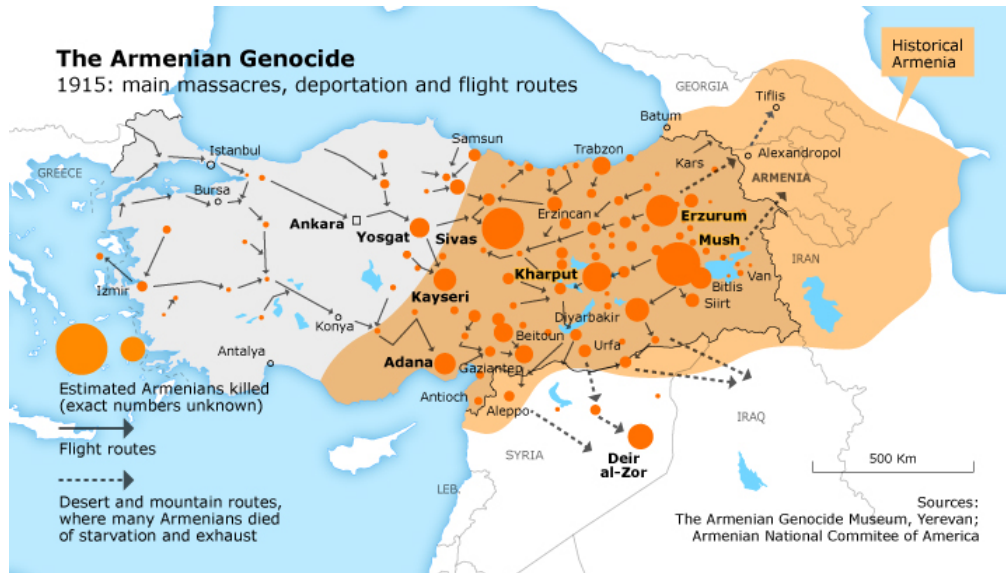 The Armenian Genocide
1915: main massacres, deportation and flight routes
Historical
Armenia
GEORGIA
Tiflis
Batum
Samsun
Trabzon
Kars
Alexandropol
Istanbul
GREECE
ARMENIA
Bursa
Ankara
Erzincan
Erzurum
Yosgat
Sivas
Mush
IRAN
Kharput
Van
Izmir
Kayseri
Bitlis
Siirt
Konya
Diyarbakir
Beitoun
Antalya
Urfa
Adana
Gaziantep
Estimated Armenians killed
(exact numbers unknown)
Antioch
Aleppo
IRAQ
Flight routes
SYRIA
Deir
al-Zor
500 Km
LEB.
Desert and mountain routes,
where many Armenians died
of starvation and exhaust
Sources:
The Armenian Genocide Museum, Yerevan;
Armenian National Commitee of America